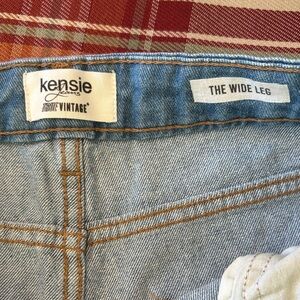 kensie
Jeans
VINTAGE®
THE WIDE LEG